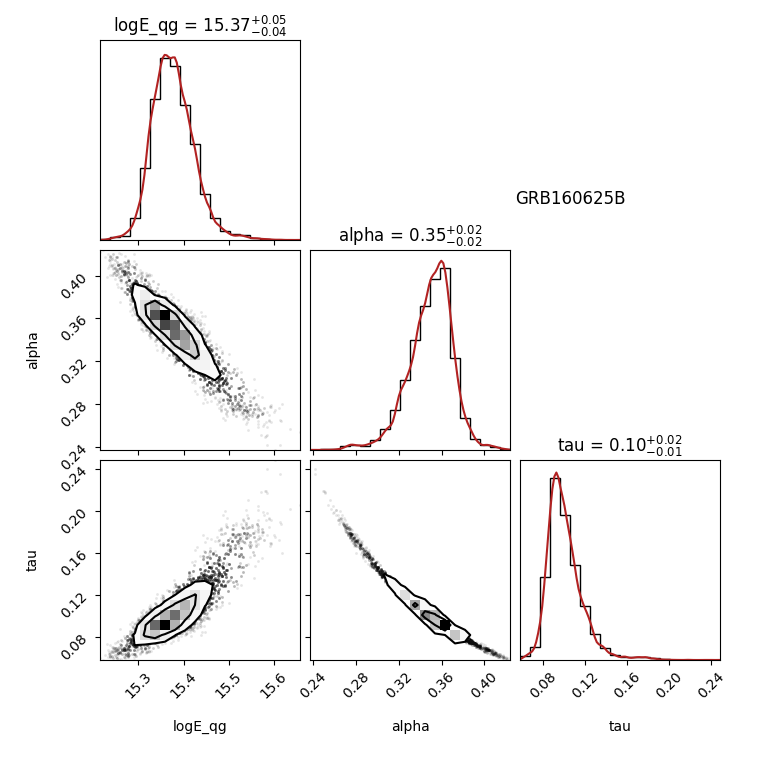 logE_qg = 15.37+0.05 −0.04
GRB160625B
alpha = 0.35+0.02 −0.02
0.40
0.36
0.32
0.28
0.24
alpha
tau = 0.10+0.02 −0.01
0.24
0.20
0.16
0.12
0.08
tau
15.3 15.4 15.5 15.6
0.24 0.28 0.32 0.36 0.40
0.08 0.12 0.16 0.20 0.24
logE_qg alpha tau